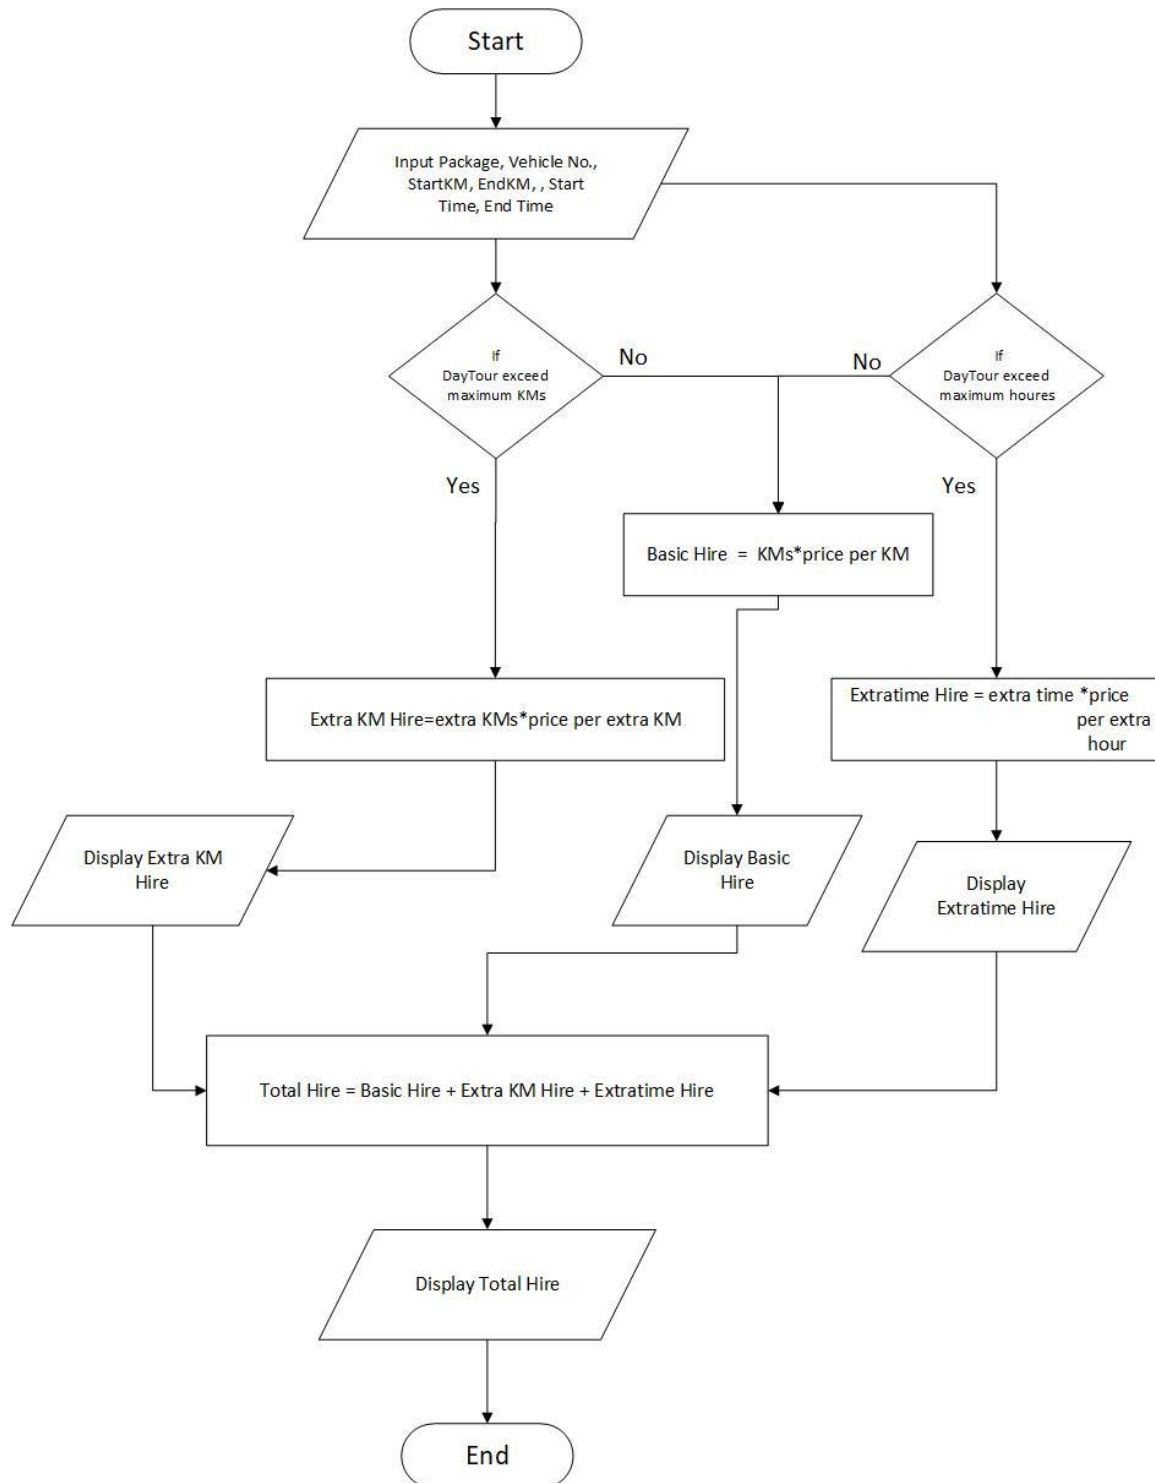 Start
Input Package, Vehicle No.,
StartKM, EndKM, , Start
Time, End Time
If
DayTour exceed
maximum KMs
No
No
If
DayTour exceed
maximum houres
Yes
Yes
Basic Hire = KMs*price per KM
Extra KM Hire=extra KMs*price per extra KM
Extratime Hire = extra time *price
per extra
hour
Display Extra KM
Hire
Display Basic
Hire
Display
Extratime Hire
Total Hire = Basic Hire + Extra KM Hire + Extratime Hire
Display Total Hire
End